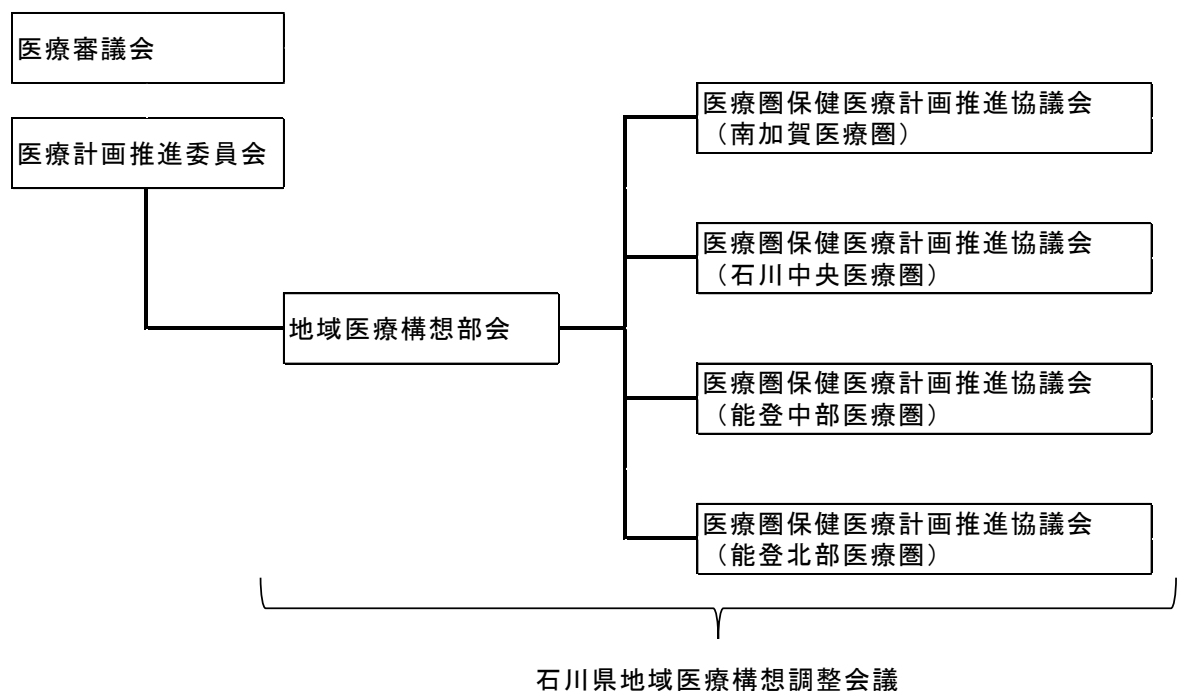 医療審議会
医療計画推進委員会
地域医療構想部会
医療圏保健医療計画推進協議会
（南加賀医療圏）
医療圏保健医療計画推進協議会
（石川中央医療圏）
医療圏保健医療計画推進協議会
（能登中部医療圏）
医療圏保健医療計画推進協議会
（能登北部医療圏）
石川県地域医療構想調整会議